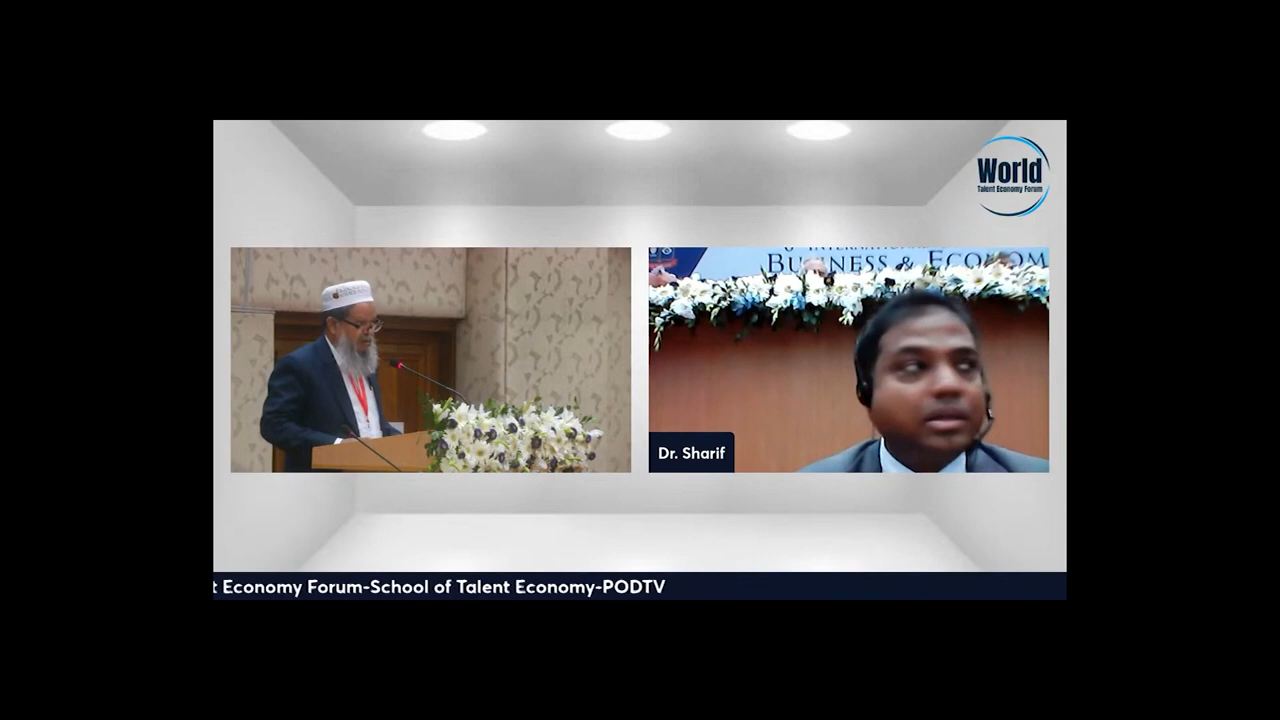 World
Talent Economy Forum
BUSINESS & ECONOM
Dr. Sharif
t Economy Forum-School of Talent Economy-PODTV